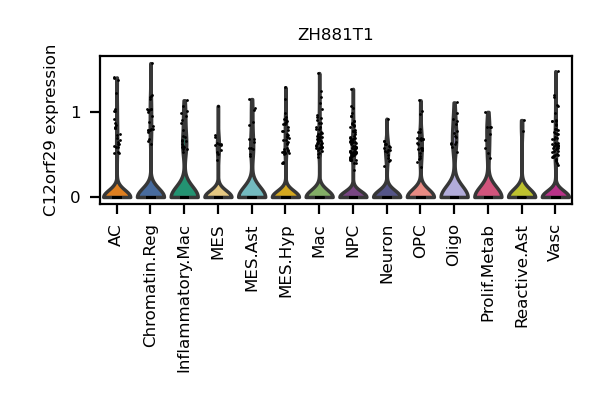 ZH881T1
C12orf29 expression
1
0
AC
Chromatin.Reg
Inflammatory.Mac
MES
MES.Ast
MES.Hyp
Mac
NPC
Neuron
OPC
Oligo
Prolif.Metab
Reactive.Ast
Vasc